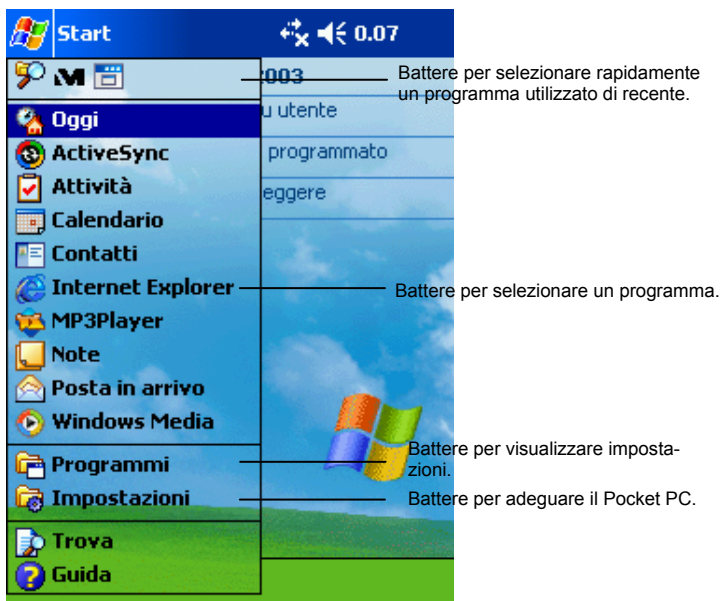 Start 0.07
2003
Battere per selezionare rapidamente
un programma utilizzato di recente.
Oggi
u utente
ActiveSync
programmato
Attività
eggere
Calendario
Contatti
Internet Explorer
Battere per selezionare un programma.
MP3Player
Note
Posta in arrivo
Windows Media
Battere per visualizzare imposta-
zioni.
Programmi
Impostazioni
Battere per adeguare il Pocket PC.
Trova
Guida